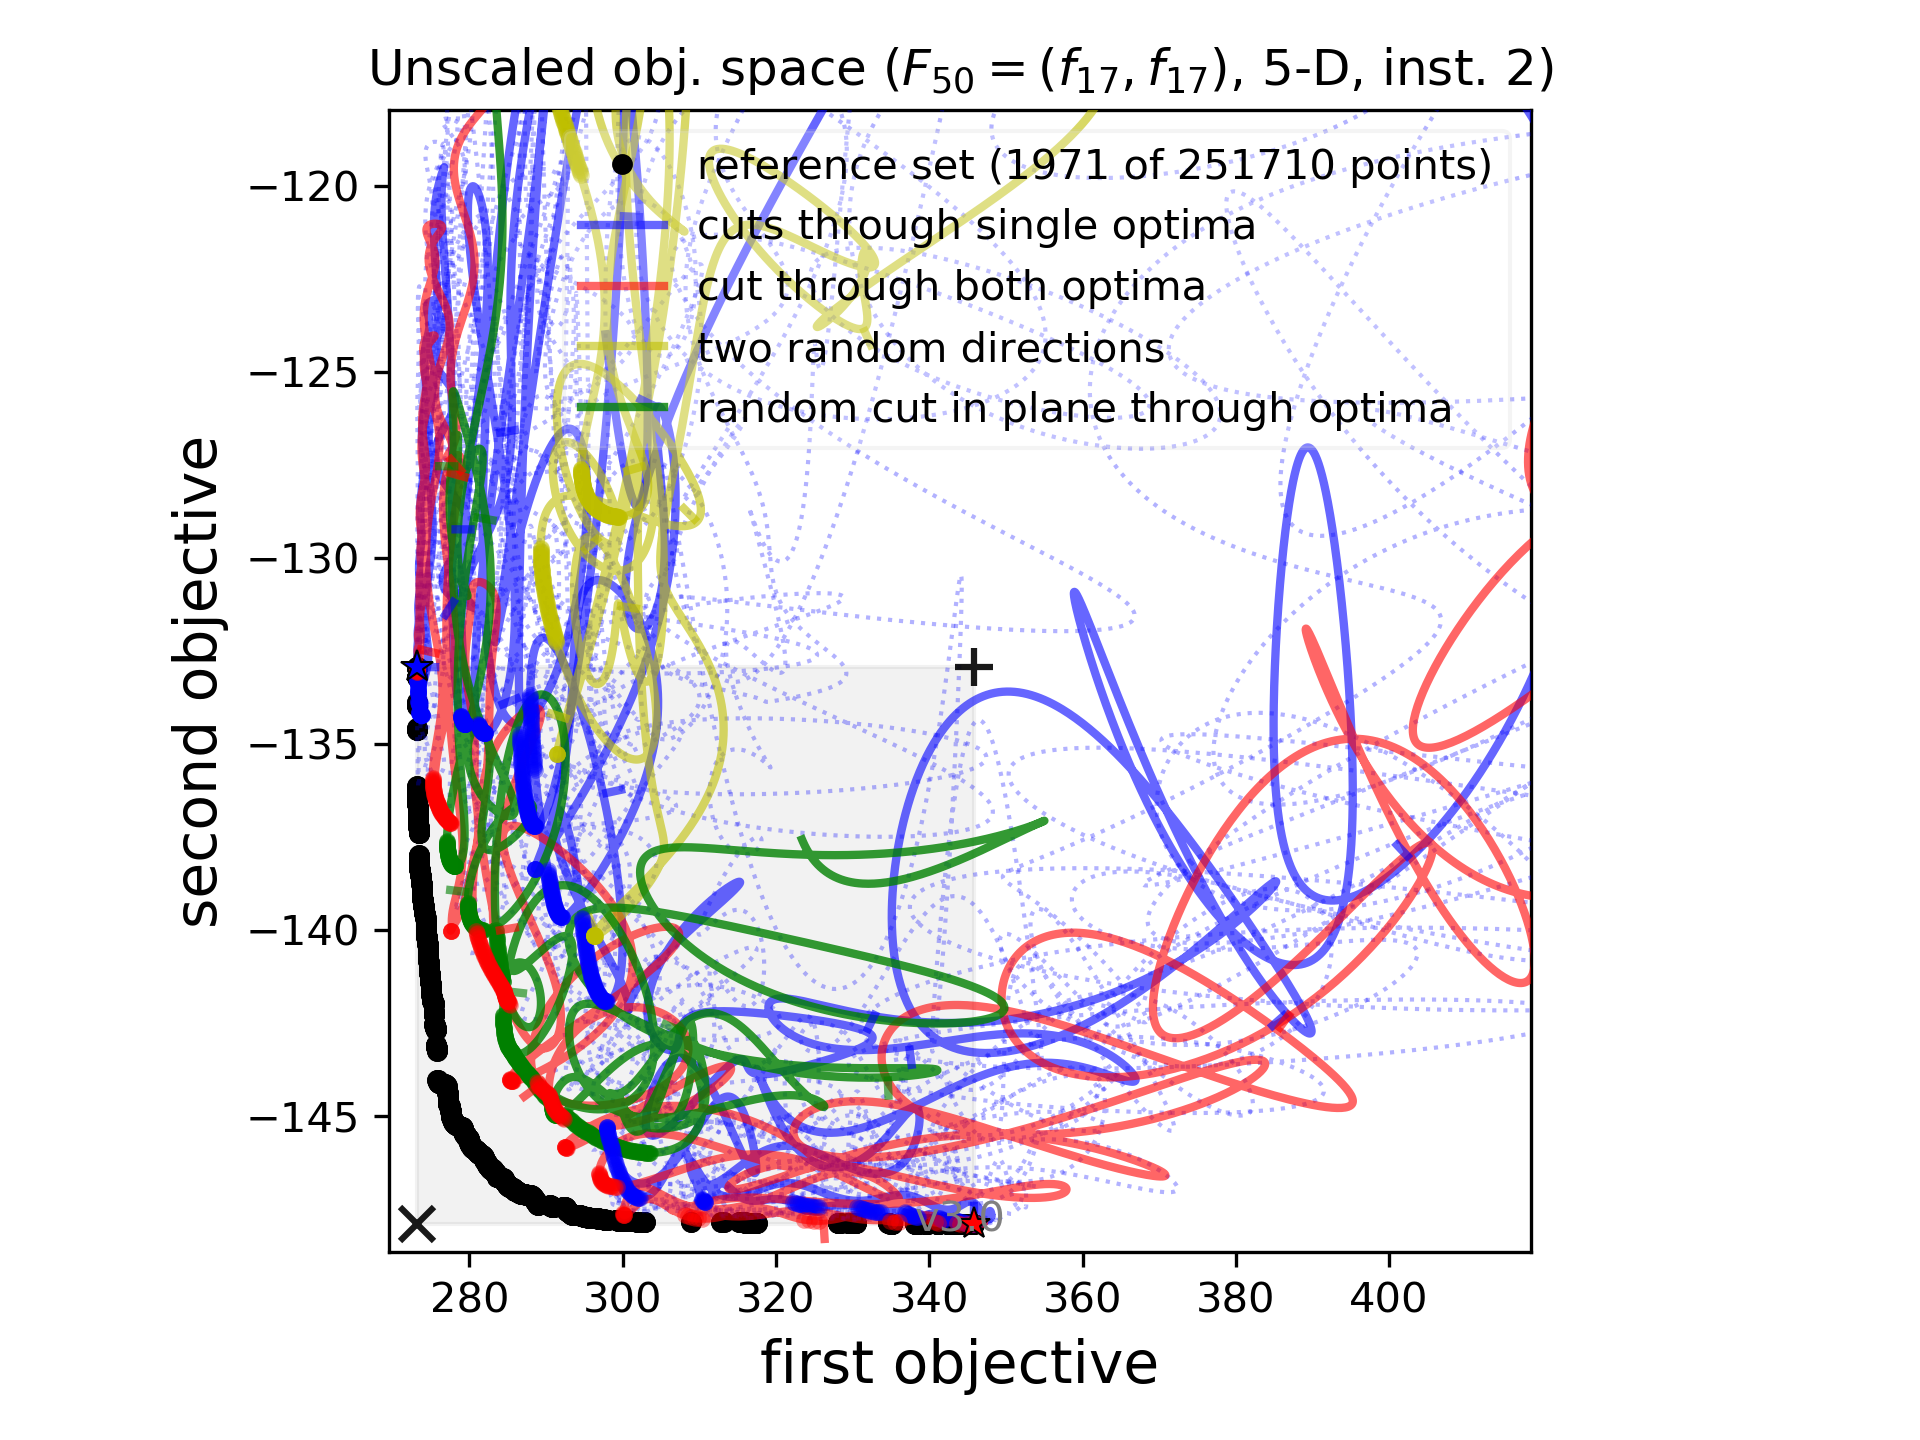 Unscaled obj. space (F₅₀ = (f₁₇, f₁₇), 5-D, inst. 2)
reference set (1971 of 251710 points)
cuts through single optima
cut through both optima
two random directions
random cut in plane through optima
second objective
−120
−125
−130
−135
−140
−145
v3.0
280 300 320 340 360 380 400
first objective